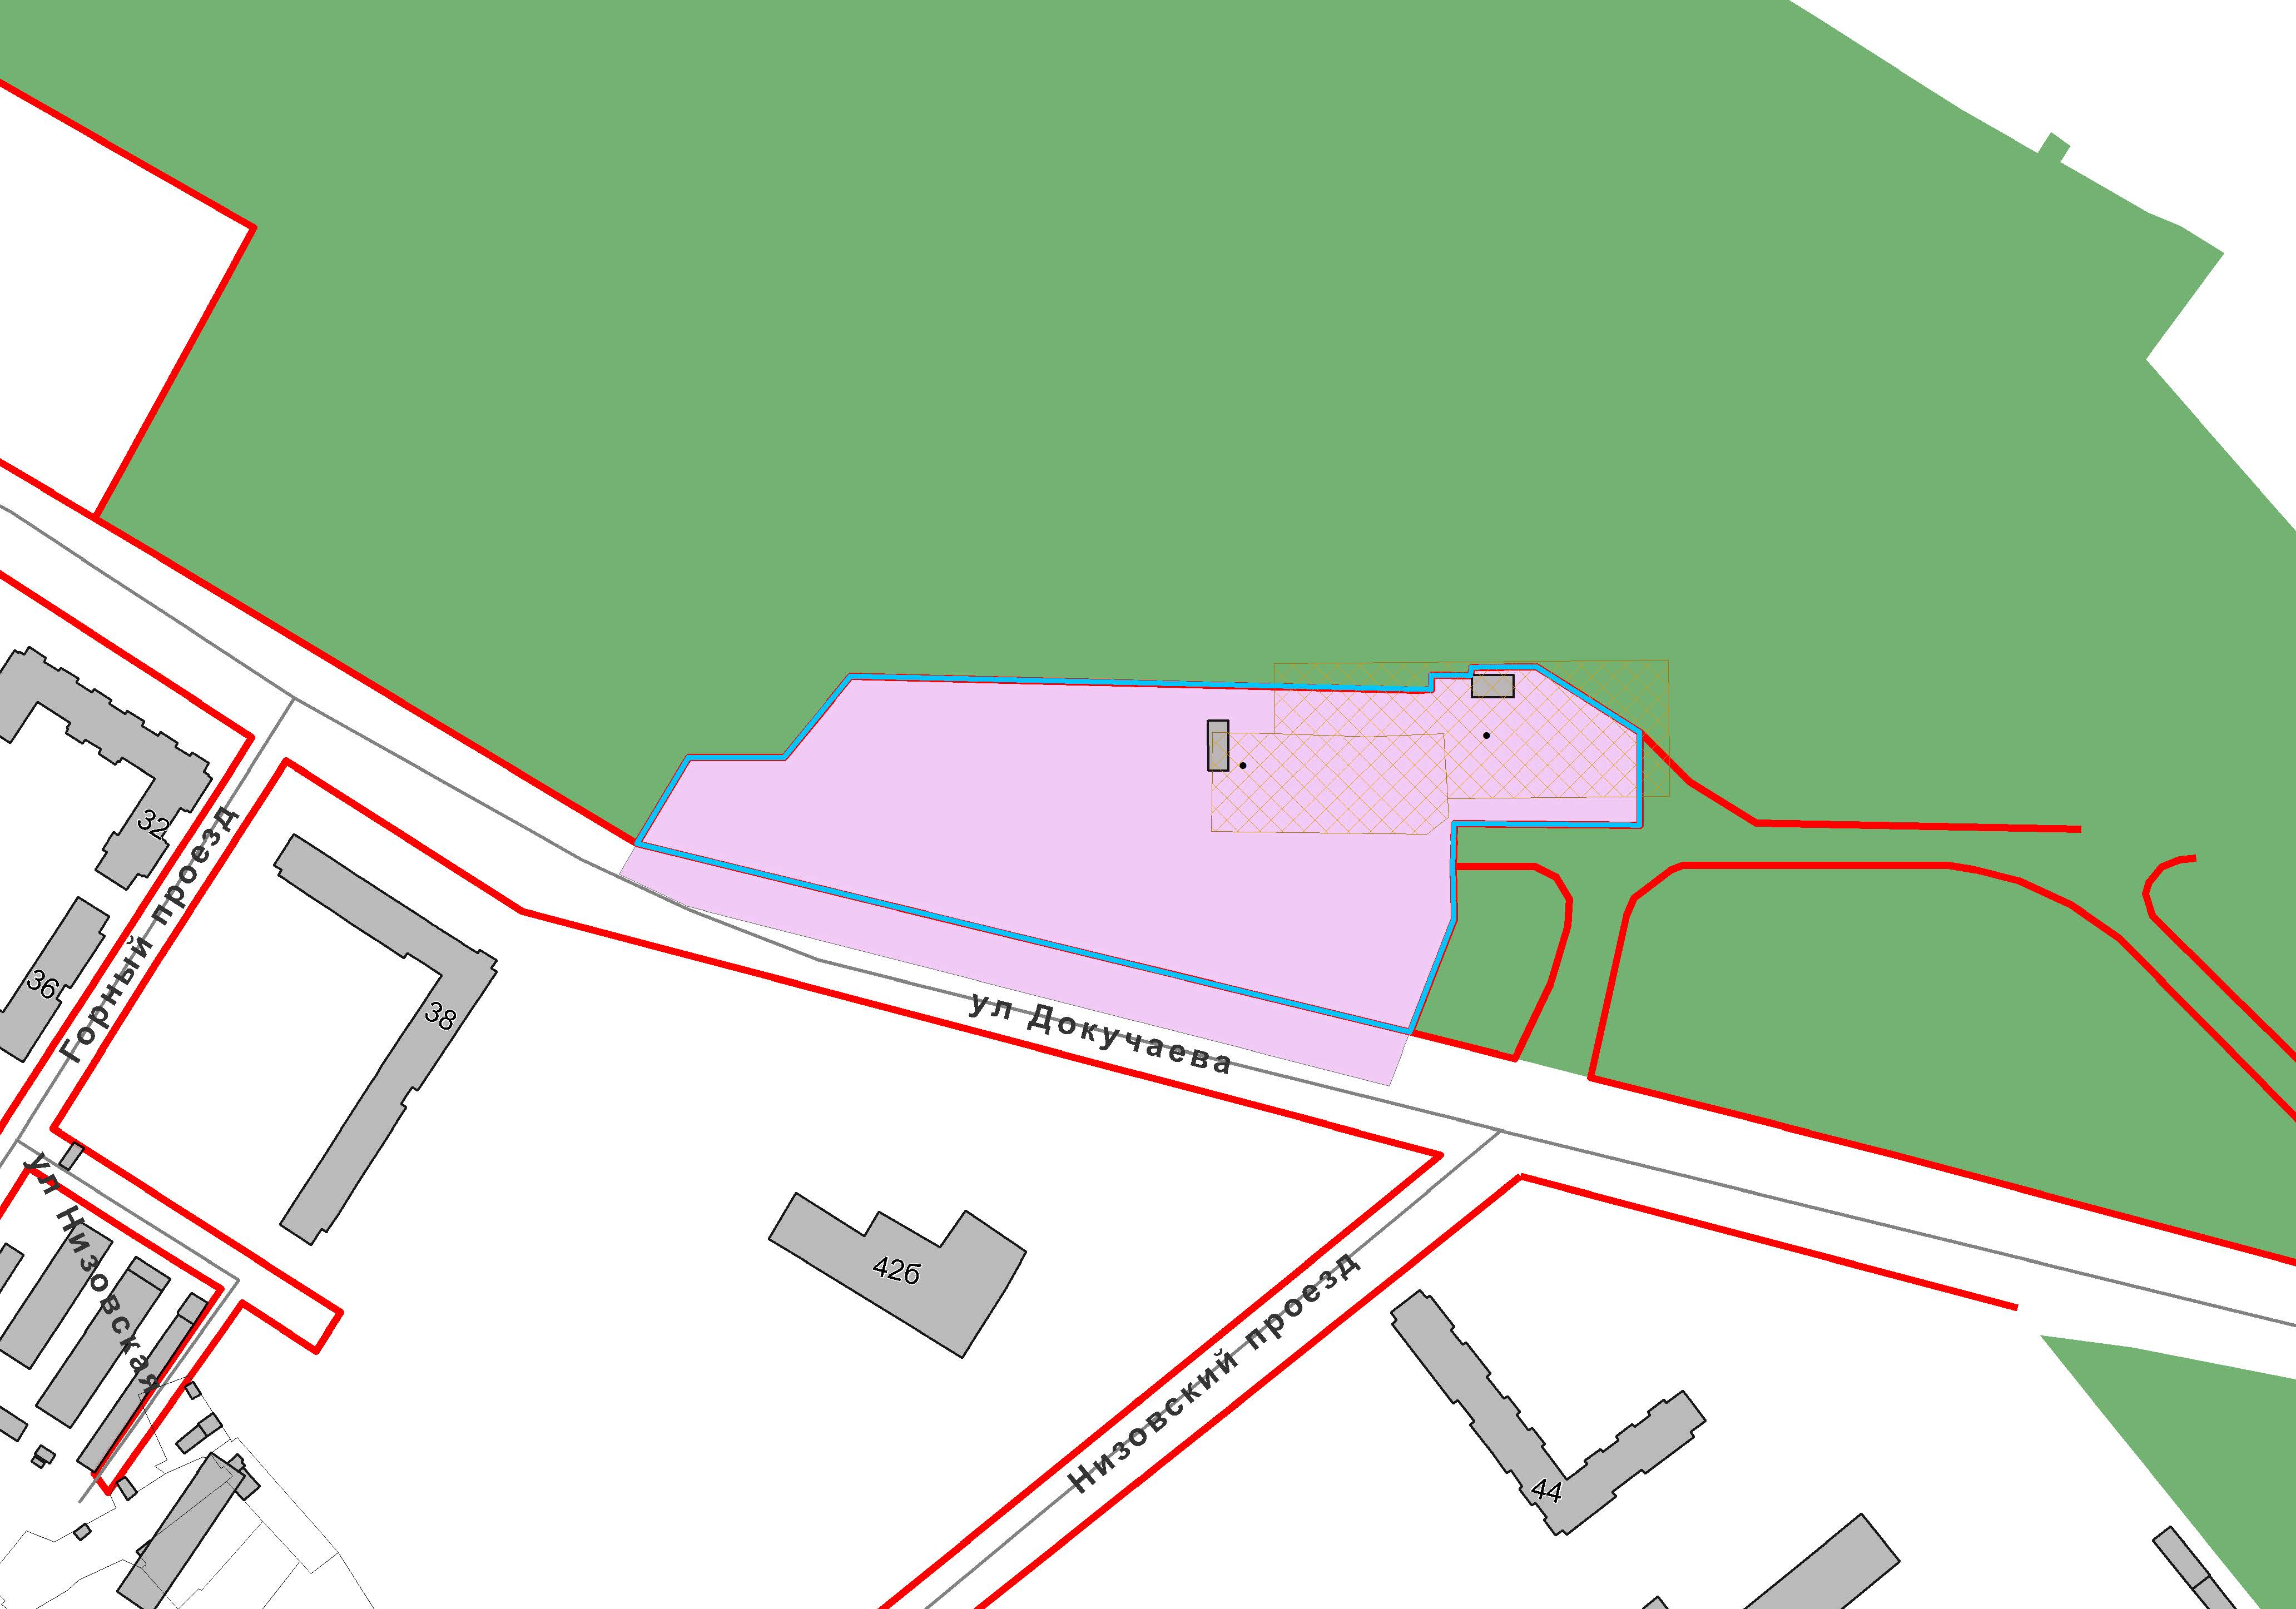 32
Горный проезд
36
38
ул Докучаева
ул Низовская
42б
Низовский проезд
44